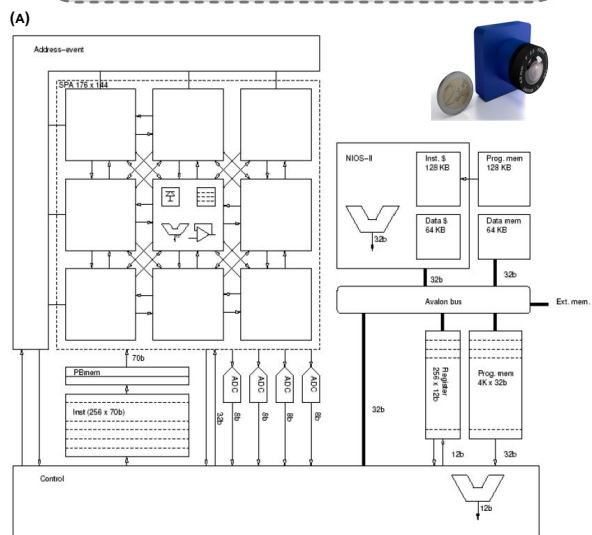 (A)
Address-event
SPA 176 x 144
NIOS-II
Inst. $
128 KB
Prog. mem
128 KB
Data $
64 KB
Data mem
64 KB
32b
32b
32b
Avalon bus
Ext. mem.
70b
PBmem
Inst (256 x 70b)
ADC
ADC
ADC
ADC
32b
8b
8b
8b
8b
32b
Register
256 x 12b
Prog. mem
4K x 32b
12b
32b
Control
12b